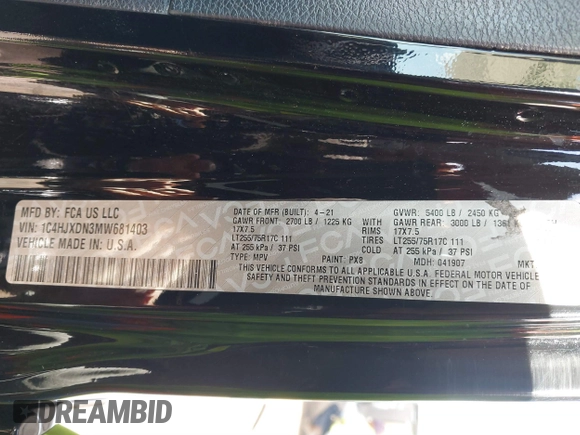 MFD BY: FCA US LLC
VIN: 1C4HJXDN3MW681403
VEHICLE MADE IN: U.S.A.
DATE OF MFR (BUILT): 4-21
GVWR: 5400 LB / 2450 KG
GAWR FRONT: 2700 LB / 1225 KG
GAWR REAR: 3000 LB / 1361
17X7.5
RIMS
17X7.5
LT255/75R17C 111
TIRES
LT255/75R17C 111
AT 255 kPa / 37 PSI
COLD
AT 255 kPa / 37 PSI
TYPE: MPV
PAINT: PX8
MDH: 041907
MKT
THIS VEHICLE CONFORMS TO ALL APPLICABLE U.S.A. FEDERAL MOTOR VEHICLE
SAFETY AND THEFT PREVENTION STANDARDS IN EFFECT ON THE DATE OF
MANUFACTURE SHOWN ABOVE.
DREAMBID